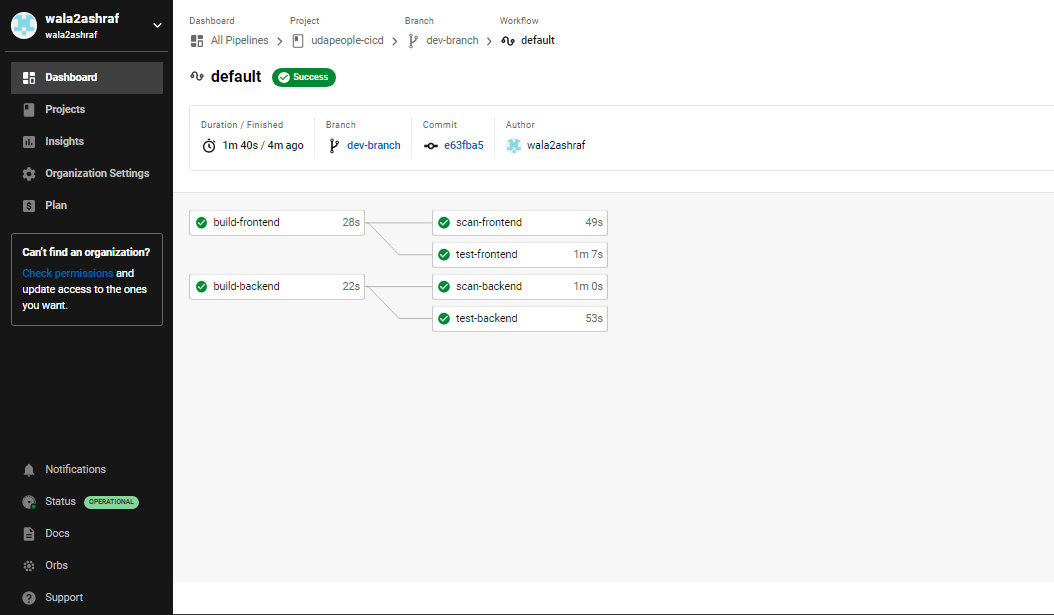 wala2ashraf
wala2ashraf
Dashboard
Projects
Insights
Organization Settings
Plan
Can't find an organization?
Check permissions and
update access to the ones
you want.
Notifications
Status OPERATIONAL
Docs
Orbs
Support
Dashboard Project Branch Workflow
All Pipelines udapeople-cicd dev-branch default
default Success
Duration / Finished Branch Commit Author
1m 40s / 4m ago dev-branch e63fba5 wala2ashraf
build-frontend 28s
scan-frontend 49s
test-frontend 1m 7s
build-backend 22s
scan-backend 1m 0s
test-backend 53s